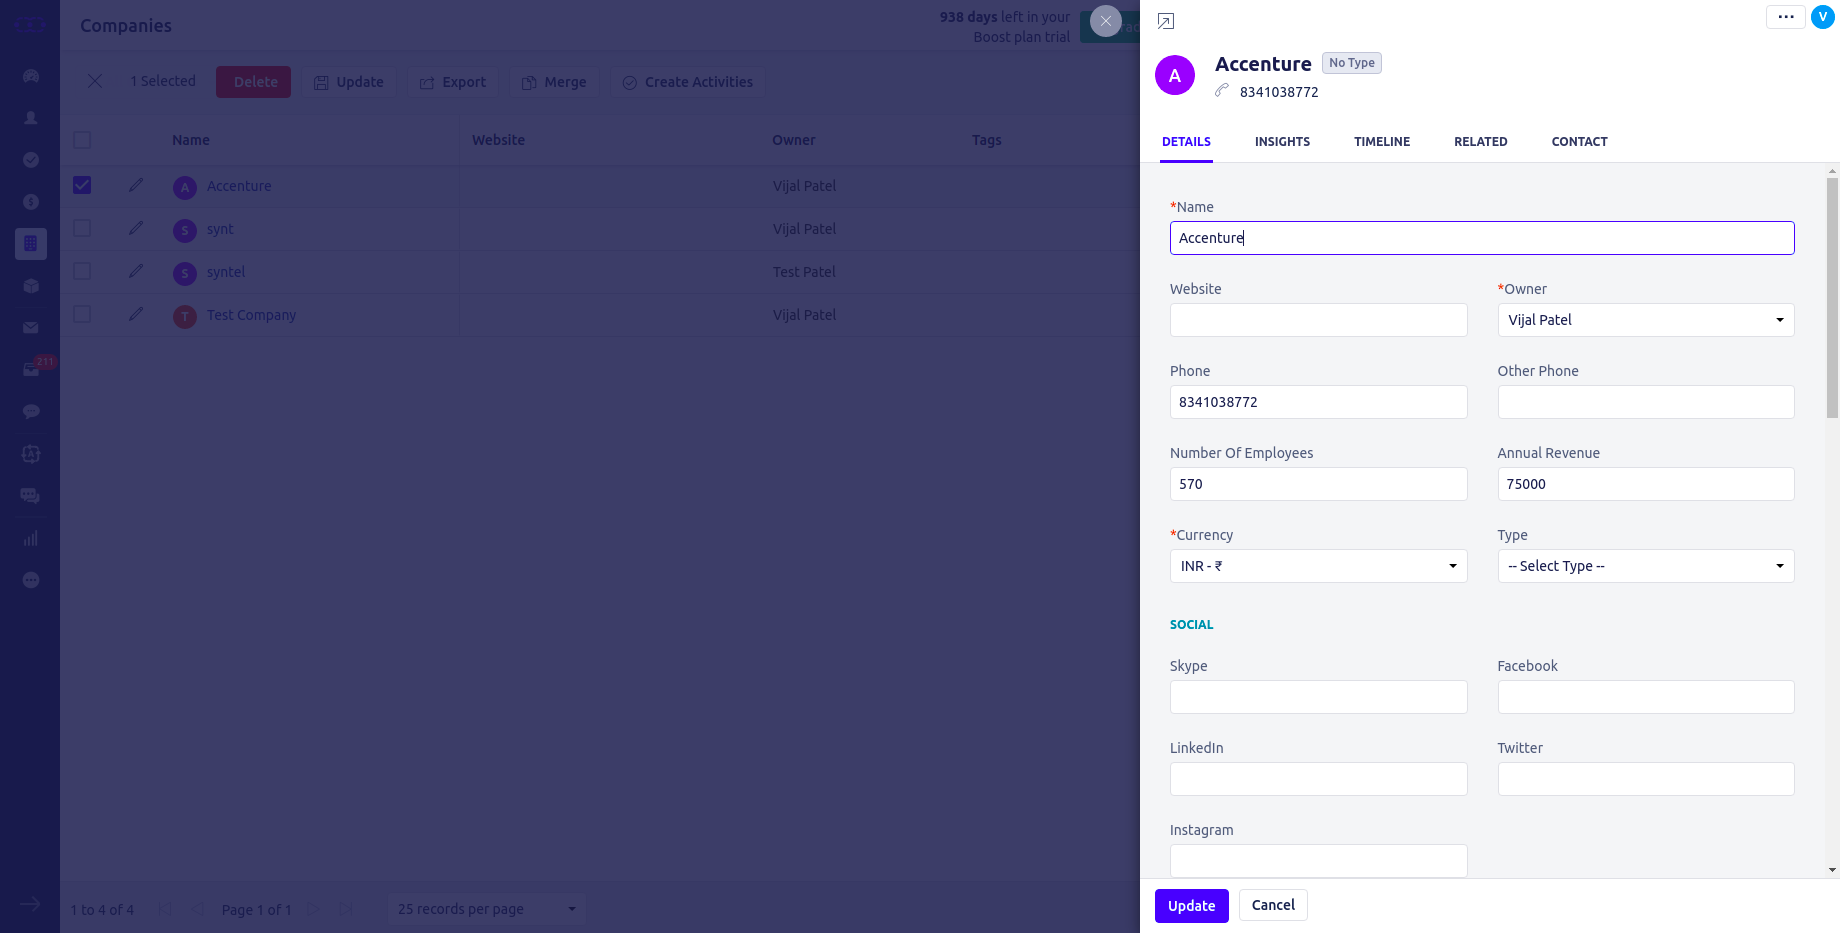 Companies
938 days left in your
Boost plan trial
1 Selected
Delete
Update
Export
Merge
Create Activities
Name
Website
Owner
Tags
A
Accenture
Vijal Patel
S
synt
Vijal Patel
S
syntel
Test Patel
T
Test Company
Vijal Patel
211
1 to 4 of 4
Page 1 of 1
25 records per page
V
A
Accenture
No Type
8341038772
DETAILS
INSIGHTS
TIMELINE
RELATED
CONTACT
*Name
Accenture
Website
*Owner
Vijal Patel
Phone
Other Phone
8341038772
Number Of Employees
Annual Revenue
570
75000
*Currency
Type
INR - ₹
-- Select Type --
SOCIAL
Skype
Facebook
LinkedIn
Twitter
Instagram
Update
Cancel